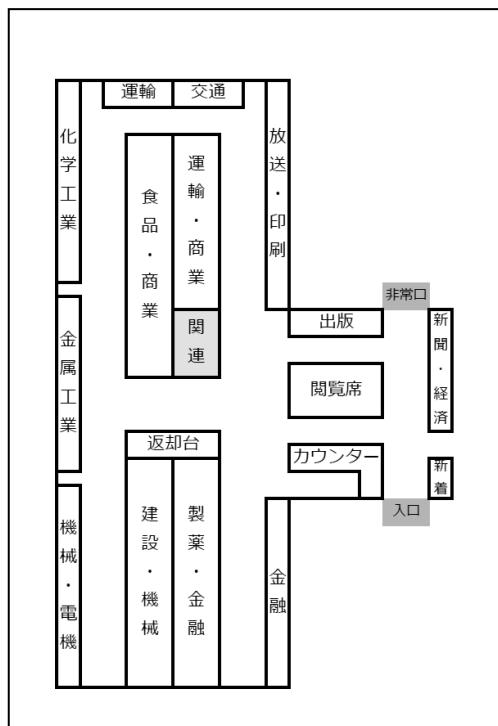 運輸
交通
化学工業
放送・印刷
食品・商業
運輸・商業
関連
非常口
出版
新聞・経済
金属工業
閲覧席
返却台
カウンター
新着
入口
機械・電機
建設・機械
製薬・金融
金融